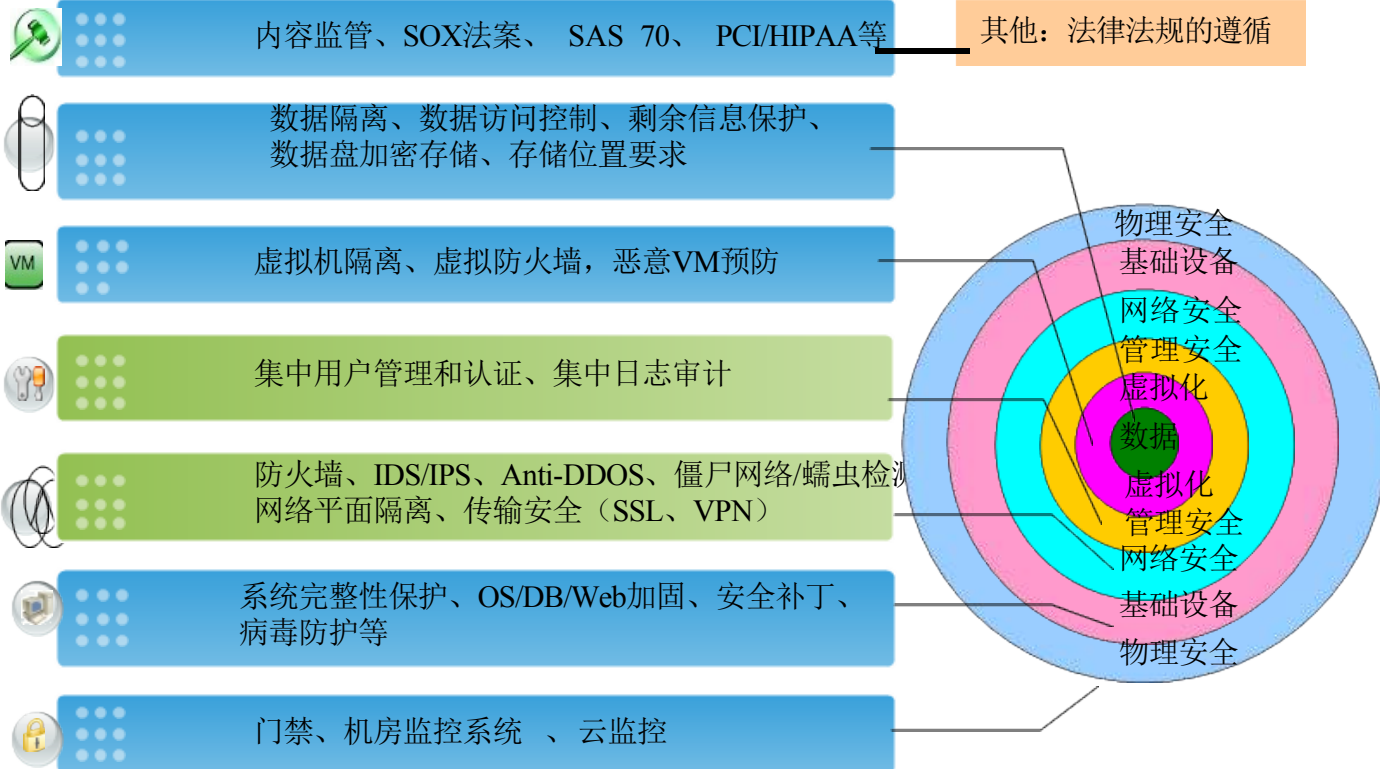 内容监管、SOX法案、 SAS 70、 PCI/HIPAA等
其他：法律法规的遵循
数据隔离、数据访问控制、剩余信息保护、
数据盘加密存储、存储位置要求
VM
虚拟机隔离、虚拟防火墙，恶意VM预防
集中用户管理和认证、集中日志审计
防火墙、IDS/IPS、Anti-DDOS、僵尸网络/蠕虫检测
网络平面隔离、传输安全（SSL、VPN）
系统完整性保护、OS/DB/Web加固、安全补丁、
病毒防护等
门禁、机房监控系统 、云监控
物理安全
基础设备
网络安全
管理安全
虚拟化
数据
虚拟化
管理安全
网络安全
基础设备
物理安全